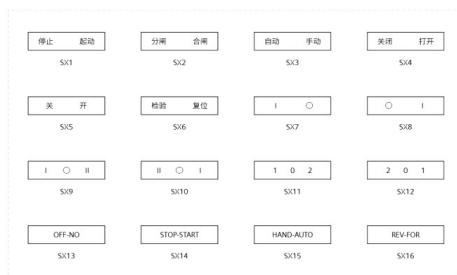 停止 起动 分闸 合闸 自动 手动 关闭 打开
SX1 SX2 SX3 SX4
关 开 检验 复位 I ○ ○ I
SX5 SX6 SX7 SX8
I ○ II II ○ I 1 0 2 2 0 1
SX9 SX10 SX11 SX12
OFF-NO STOP-START HAND-AUTO REV-FOR
SX13 SX14 SX15 SX16